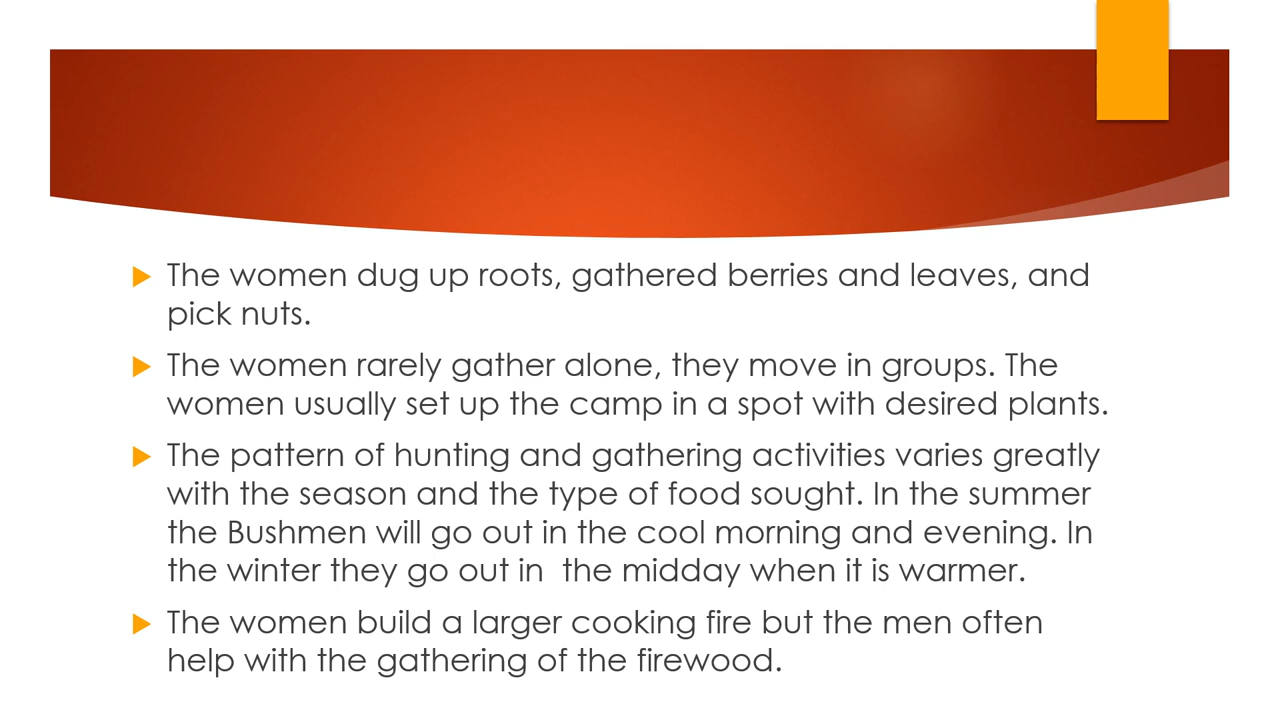 The women dug up roots, gathered berries and leaves, and
pick nuts.
The women rarely gather alone, they move in groups. The
women usually set up the camp in a spot with desired plants.
The pattern of hunting and gathering activities varies greatly
with the season and the type of food sought. In the summer
the Bushmen will go out in the cool morning and evening. In
the winter they go out in  the midday when it is warmer.
The women build a larger cooking fire but the men often
help with the gathering of the firewood.